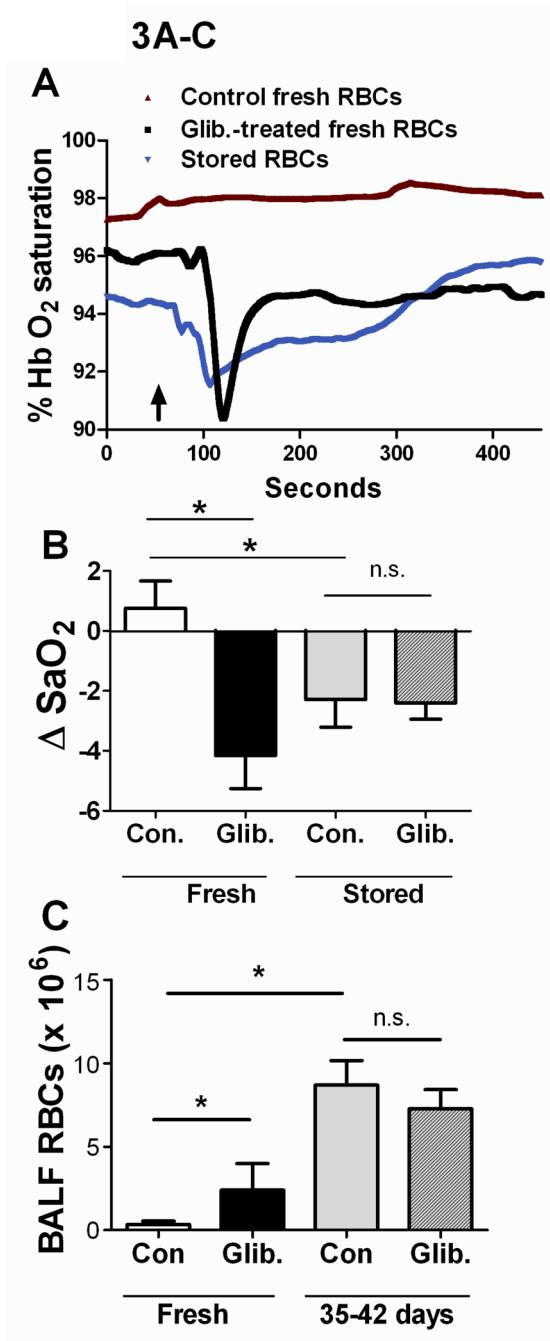 3A-C
A
Control fresh RBCs
Glib.-treated fresh RBCs
Stored RBCs
% Hb O2 saturation
100
98
96
94
92
90
0 100 200 300 400
Seconds
B
*
*
n.s.
Δ SaO2
2
0
-2
-4
-6
Con. Glib. Con. Glib.
Fresh Stored
C
BALF RBCs (x 10^6)
*
n.s.
*
15
10
5
0
Con Glib. Con Glib.
Fresh 35-42 days